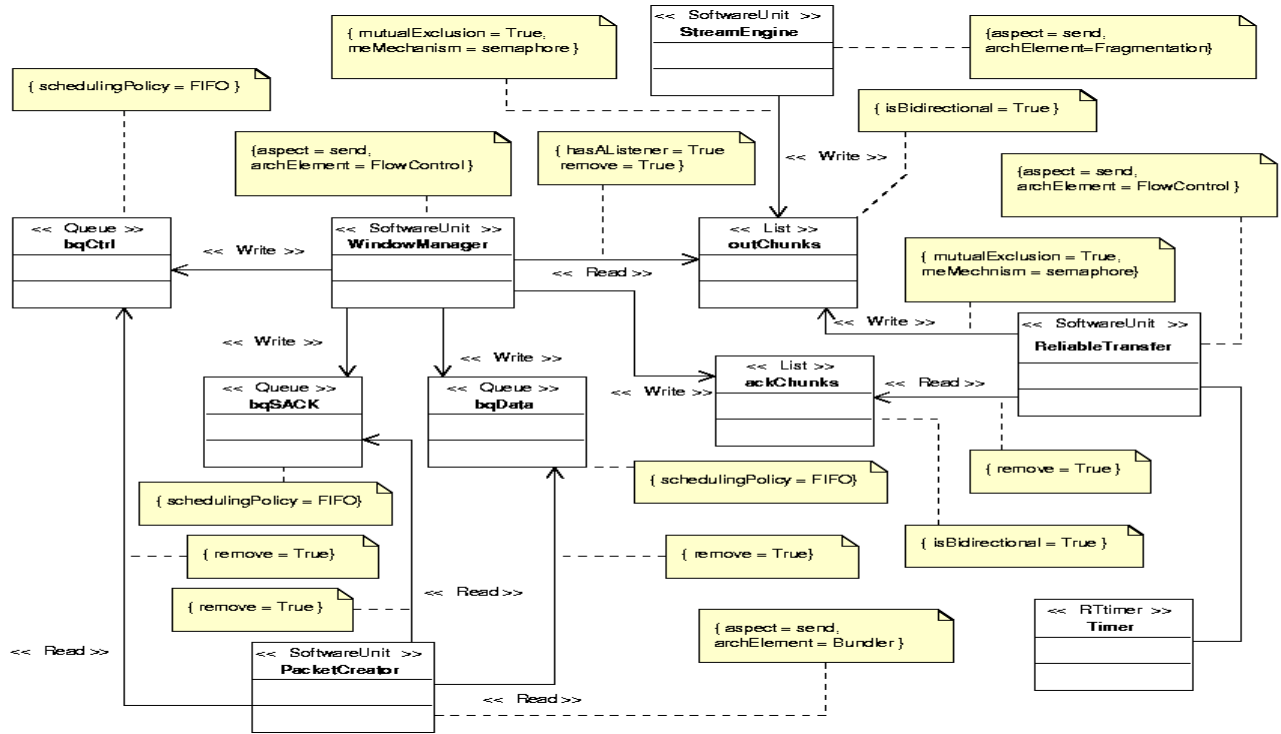 << SoftwareUnit >>
StreamEngine
{ mutualExclusion = True,
meMechanism = semaphore }
{aspect = send,
archElement=Fragmentation}
{ schedulingPolicy = FIFO }
{ isBidirectional = True }
{aspect = send,
archElement = FlowControl }
{ hasAListener = True
remove = True }
<< Write >>
{aspect = send,
archElement = FlowControl }
<< Queue >>
bqCtrl
<< Write >>
<< SoftwareUnit >>
WindowManager
<< Read >>
<< List >>
outChunks
{ mutualExclusion = True,
meMechnism = semaphore}
<< Write >>
<< SoftwareUnit >>
ReliableTransfer
<< Write >>
<< Write >>
<< Queue >>
bqSACK
<< Queue >>
bqData
<< Write >>
<< List >>
ackChunks
<< Read >>
{ schedulingPolicy = FIFO}
{ schedulingPolicy = FIFO}
{ remove = True }
{ remove = True}
{ remove = True}
{ isBidirectional = True }
{ remove = True }
<< Read >>
<< RTtimer >>
Timer
{ aspect = send,
archElement = Bundler }
<< Read >>
<< SoftwareUnit >>
PacketCreator
<< Read >>